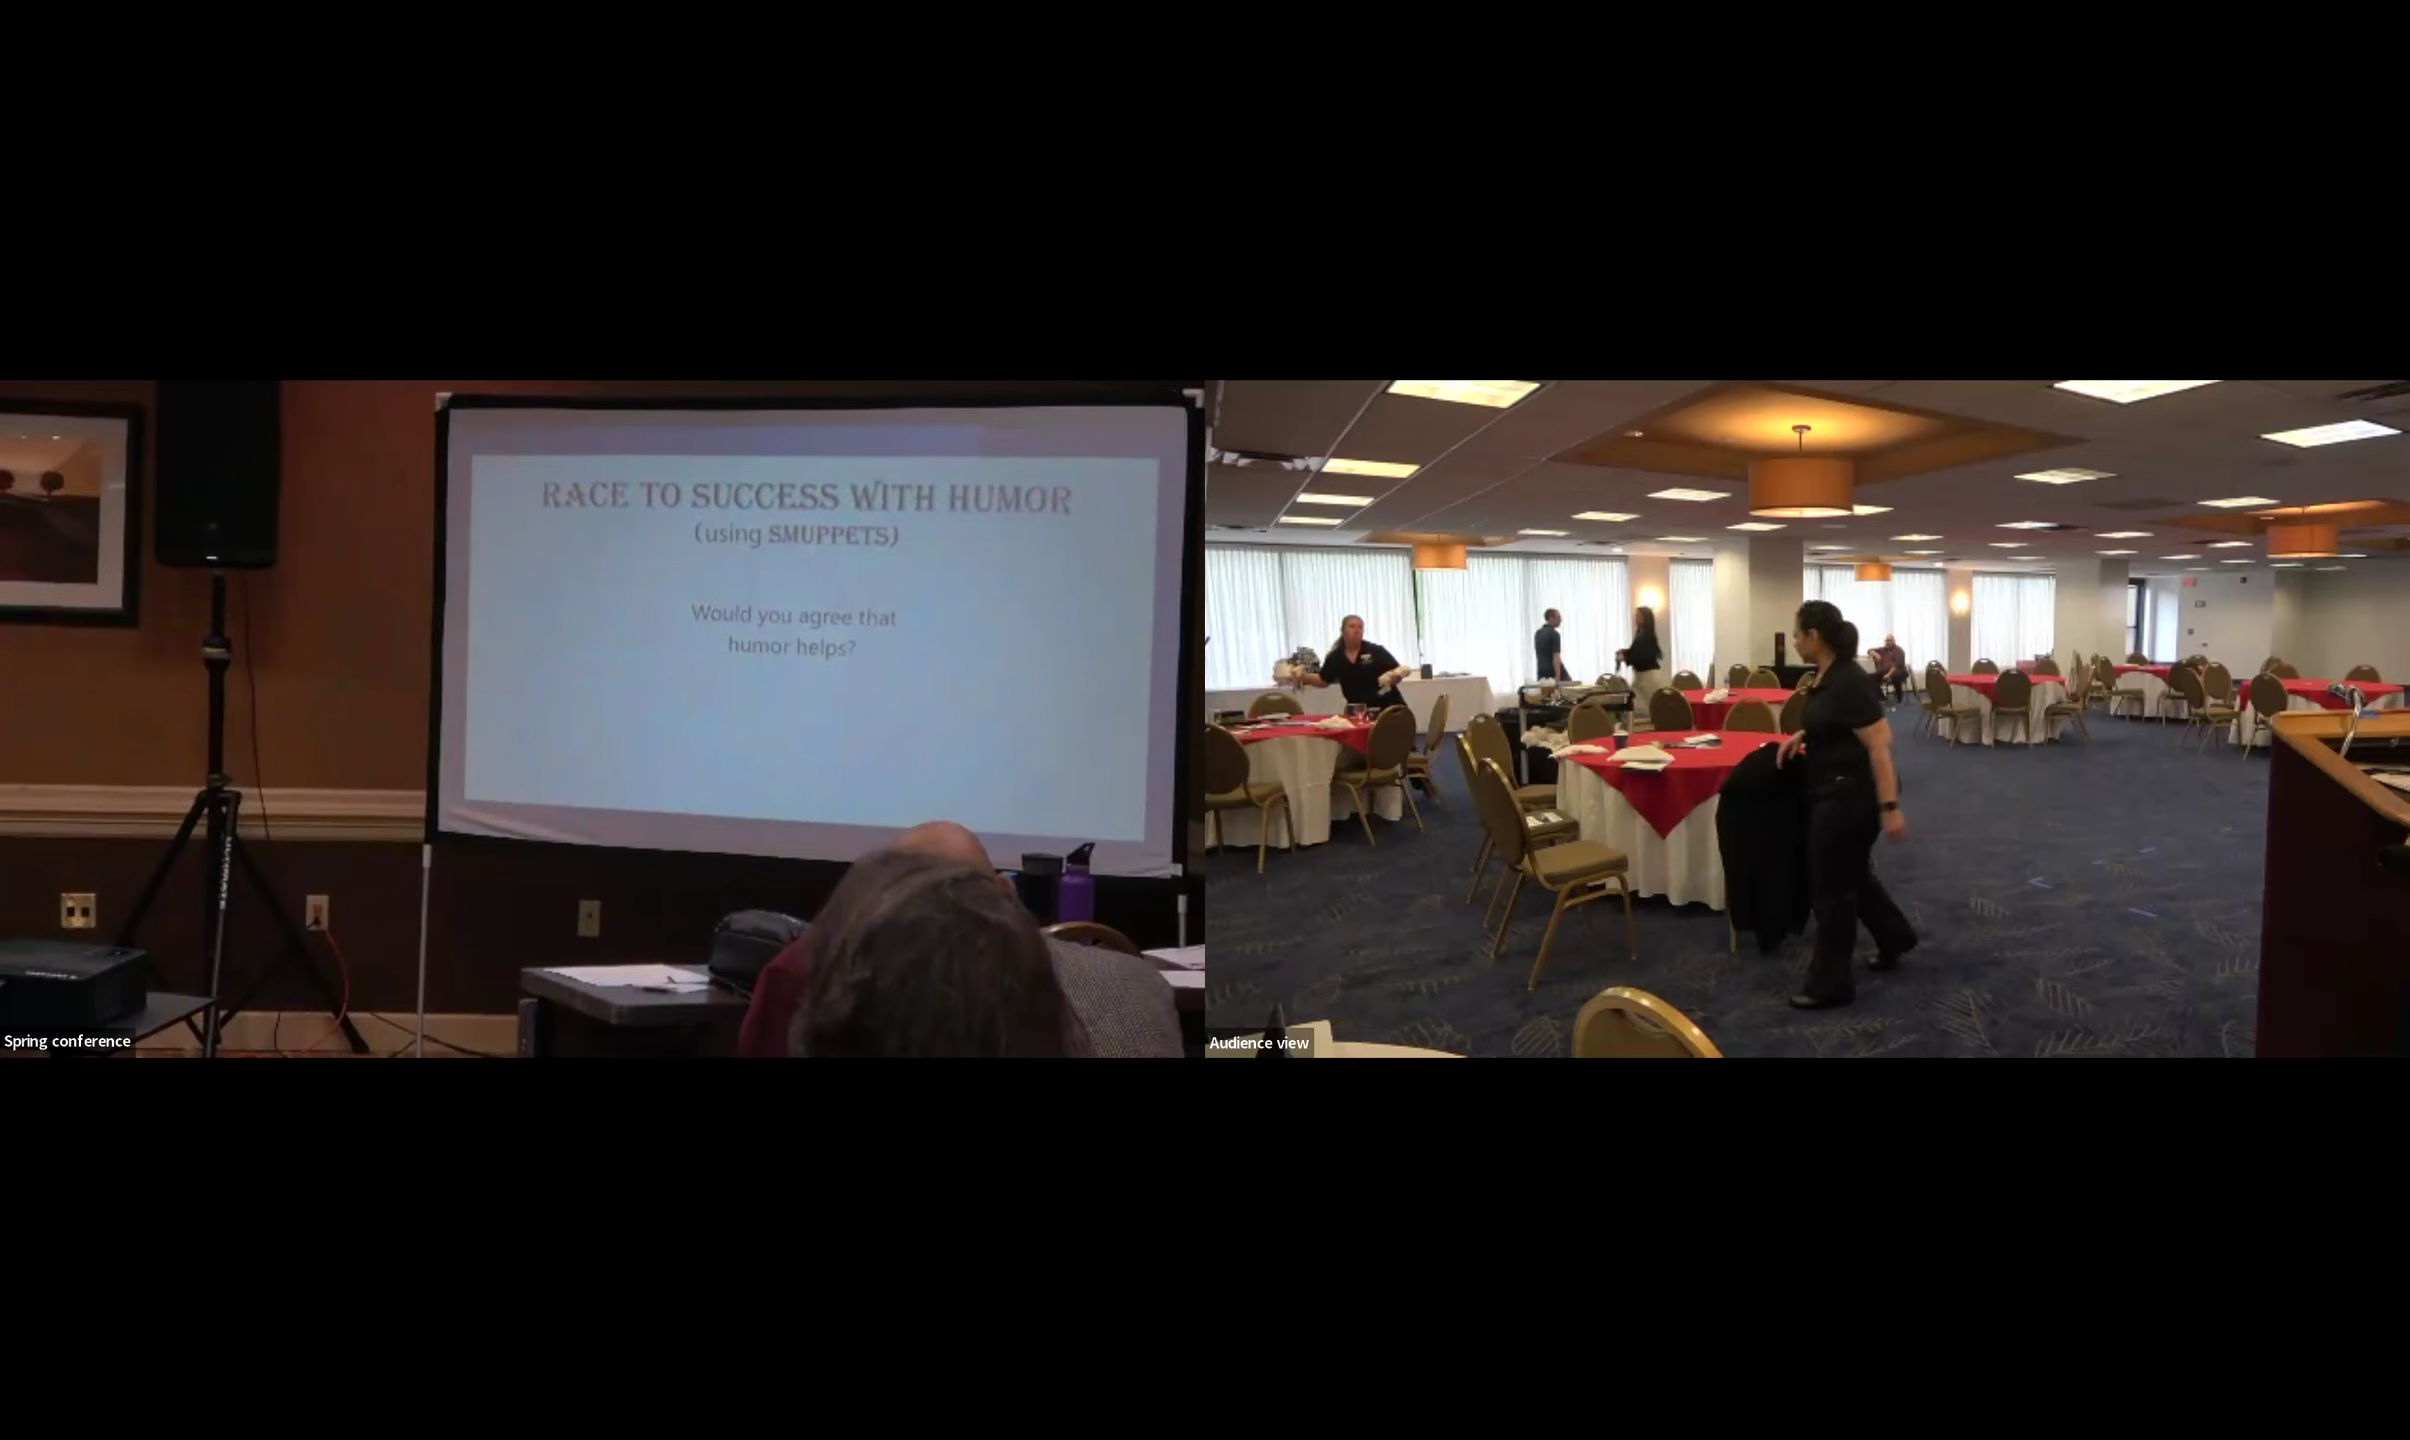 RACE TO SUCCESS WITH HUMOR
(using SMUPPETS)
Would you agree that
humor helps?
Spring conference
Audience view